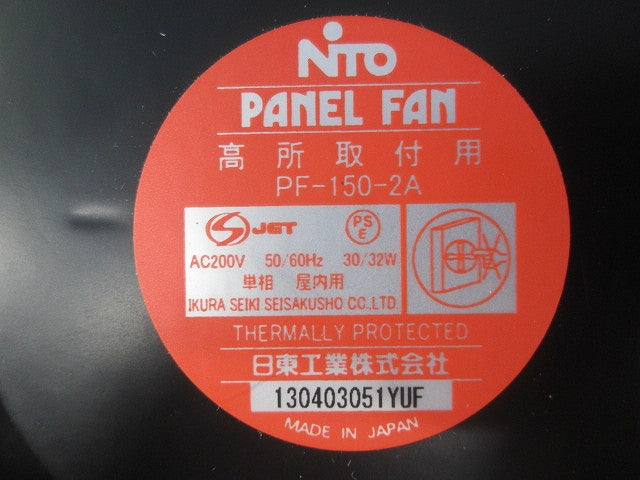 NiTO
PANEL FAN
高所取付用
PF-150-2A
S JET PS E
AC200V 50/60Hz 30/32W
単相 屋内用
IKURA SEIKI SEISAKUSHO CO.,LTD.
THERMALLY PROTECTED
日東工業株式会社
130403051YUF
MADE IN JAPAN